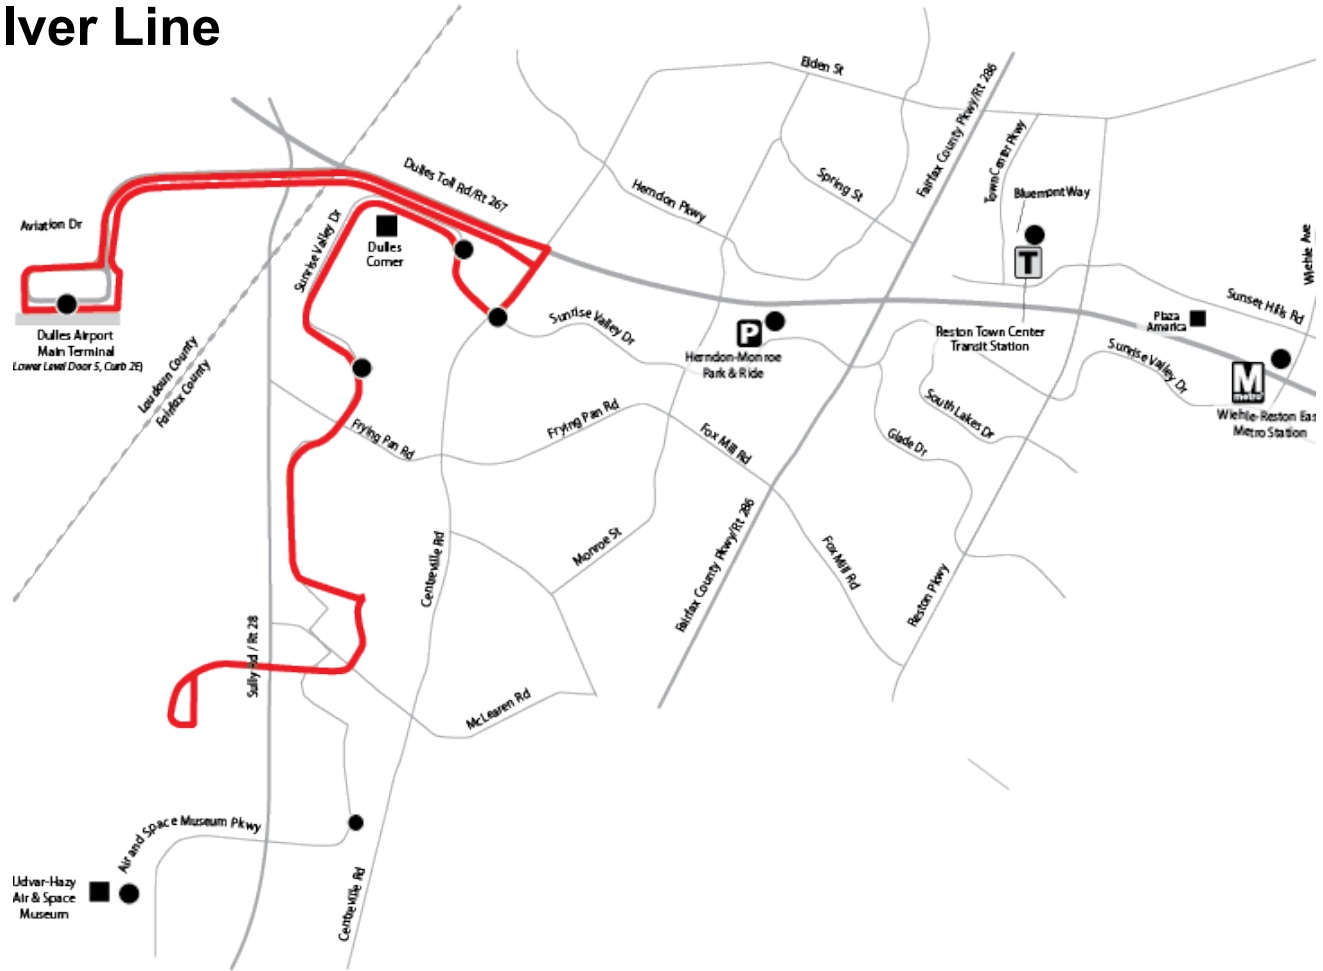 lver Line
Elden St
Fairfax County Pkwy/Rt 286
Dulles Toll Rd/Rt 267
Herndon Pkwy
Spring St
Town Center Pkwy
Bluemont Way
Aviation Dr
Sunrise Valley Dr
Dulles
Corner
T
Wiehle Ave
Sunset Hills Rd
Plaza
America
Dulles Airport
Main Terminal
Lower Level Door 5, Curb 2E)
Loudoun County
Fairfax County
Sunrise Valley Dr
P
Herndon-Monroe
Park & Ride
Reston Town Center
Transit Station
Sunrise Valley Dr
M
metro
Wiehle-Reston Eas
Metro Station
Frying Pan Rd
Frying Pan Rd
Fox Mill Rd
South Lakes Dr
Glade Dr
Centreville Rd
Monroe St
Fairfax County Pkwy/Rt 286
Fox Mill Rd
Reston Pkwy
Sully Rd / Rt 28
McLearen Rd
Air and Space Museum Pkwy
Udvar-Hazy
Air & Space
Museum
Centreville Rd